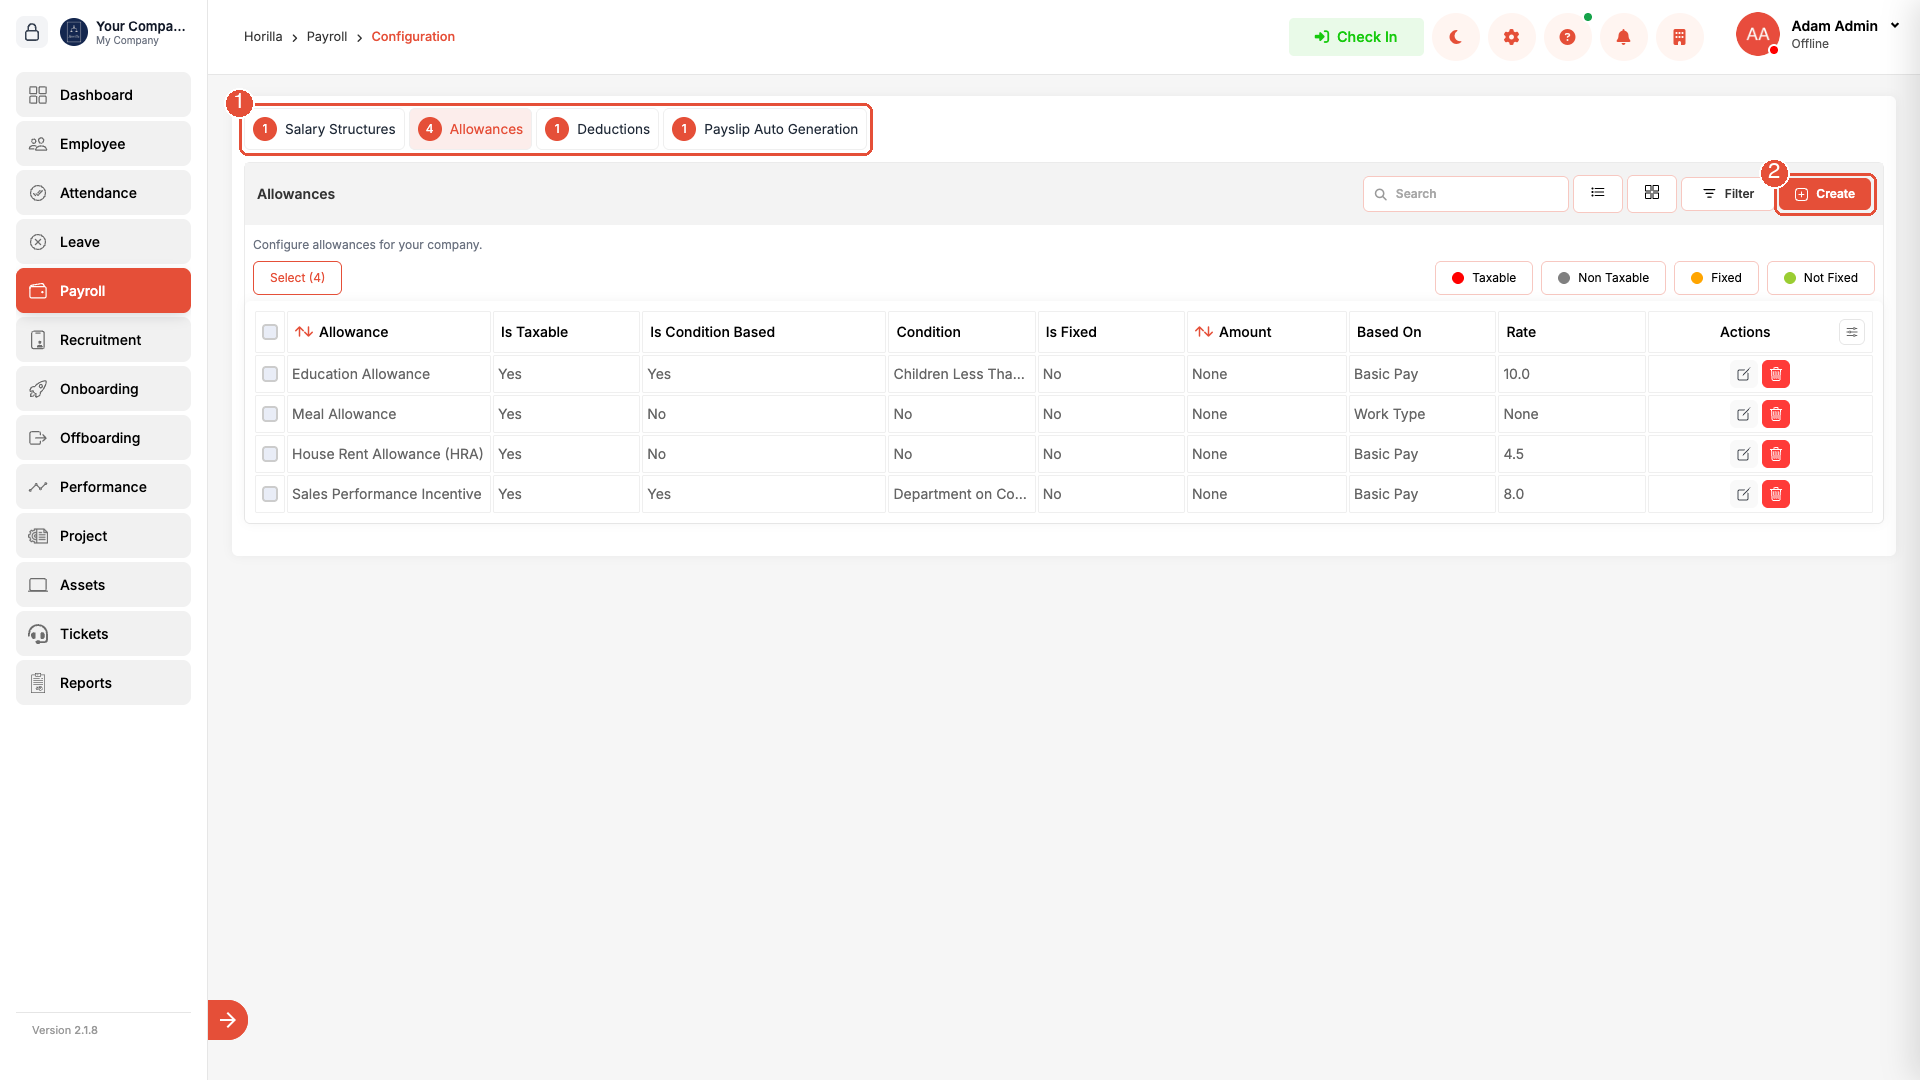 Your Compa...
My Company
Horilla > Payroll > Configuration
Check In
?
AA
Adam Admin
Offline
Dashboard
Employee
Attendance
Leave
Payroll
Recruitment
Onboarding
Offboarding
Performance
Project
Assets
Tickets
Reports
Version 2.1.8
1
1 Salary Structures
4 Allowances
1 Deductions
1 Payslip Auto Generation
Allowances
Search
Filter
2
Create
Configure allowances for your company.
Select (4)
Taxable
Non Taxable
Fixed
Not Fixed
Allowance Is Taxable Is Condition Based Condition Is Fixed Amount Based On Rate Actions
Education Allowance Yes Yes Children Less Tha... No None Basic Pay 10.0
Meal Allowance Yes No No No None Work Type None
House Rent Allowance (HRA) Yes No No No None Basic Pay 4.5
Sales Performance Incentive Yes Yes Department on Co... No None Basic Pay 8.0